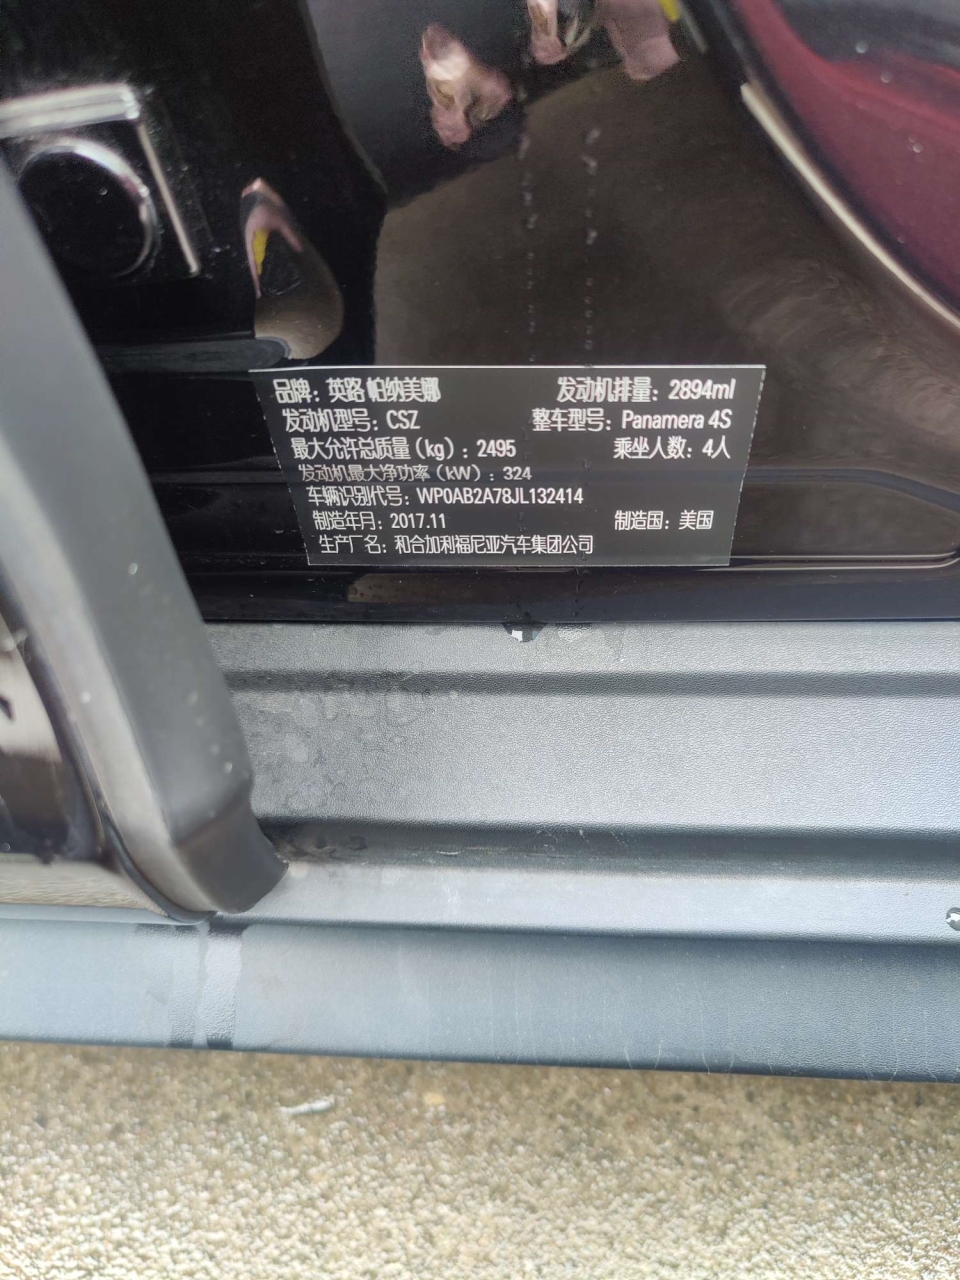 品牌：英路 帕纳美娜 发动机排量：2894ml
发动机型号：CSZ 整车型号：Panamera 4S
最大允许总质量（kg）：2495 乘坐人数：4人
发动机最大净功率（kW）：324
车辆识别代号：WP0AB2A78JL132414
制造年月：2017.11 制造国：美国
生产厂名：和合加利福尼亚汽车集团公司